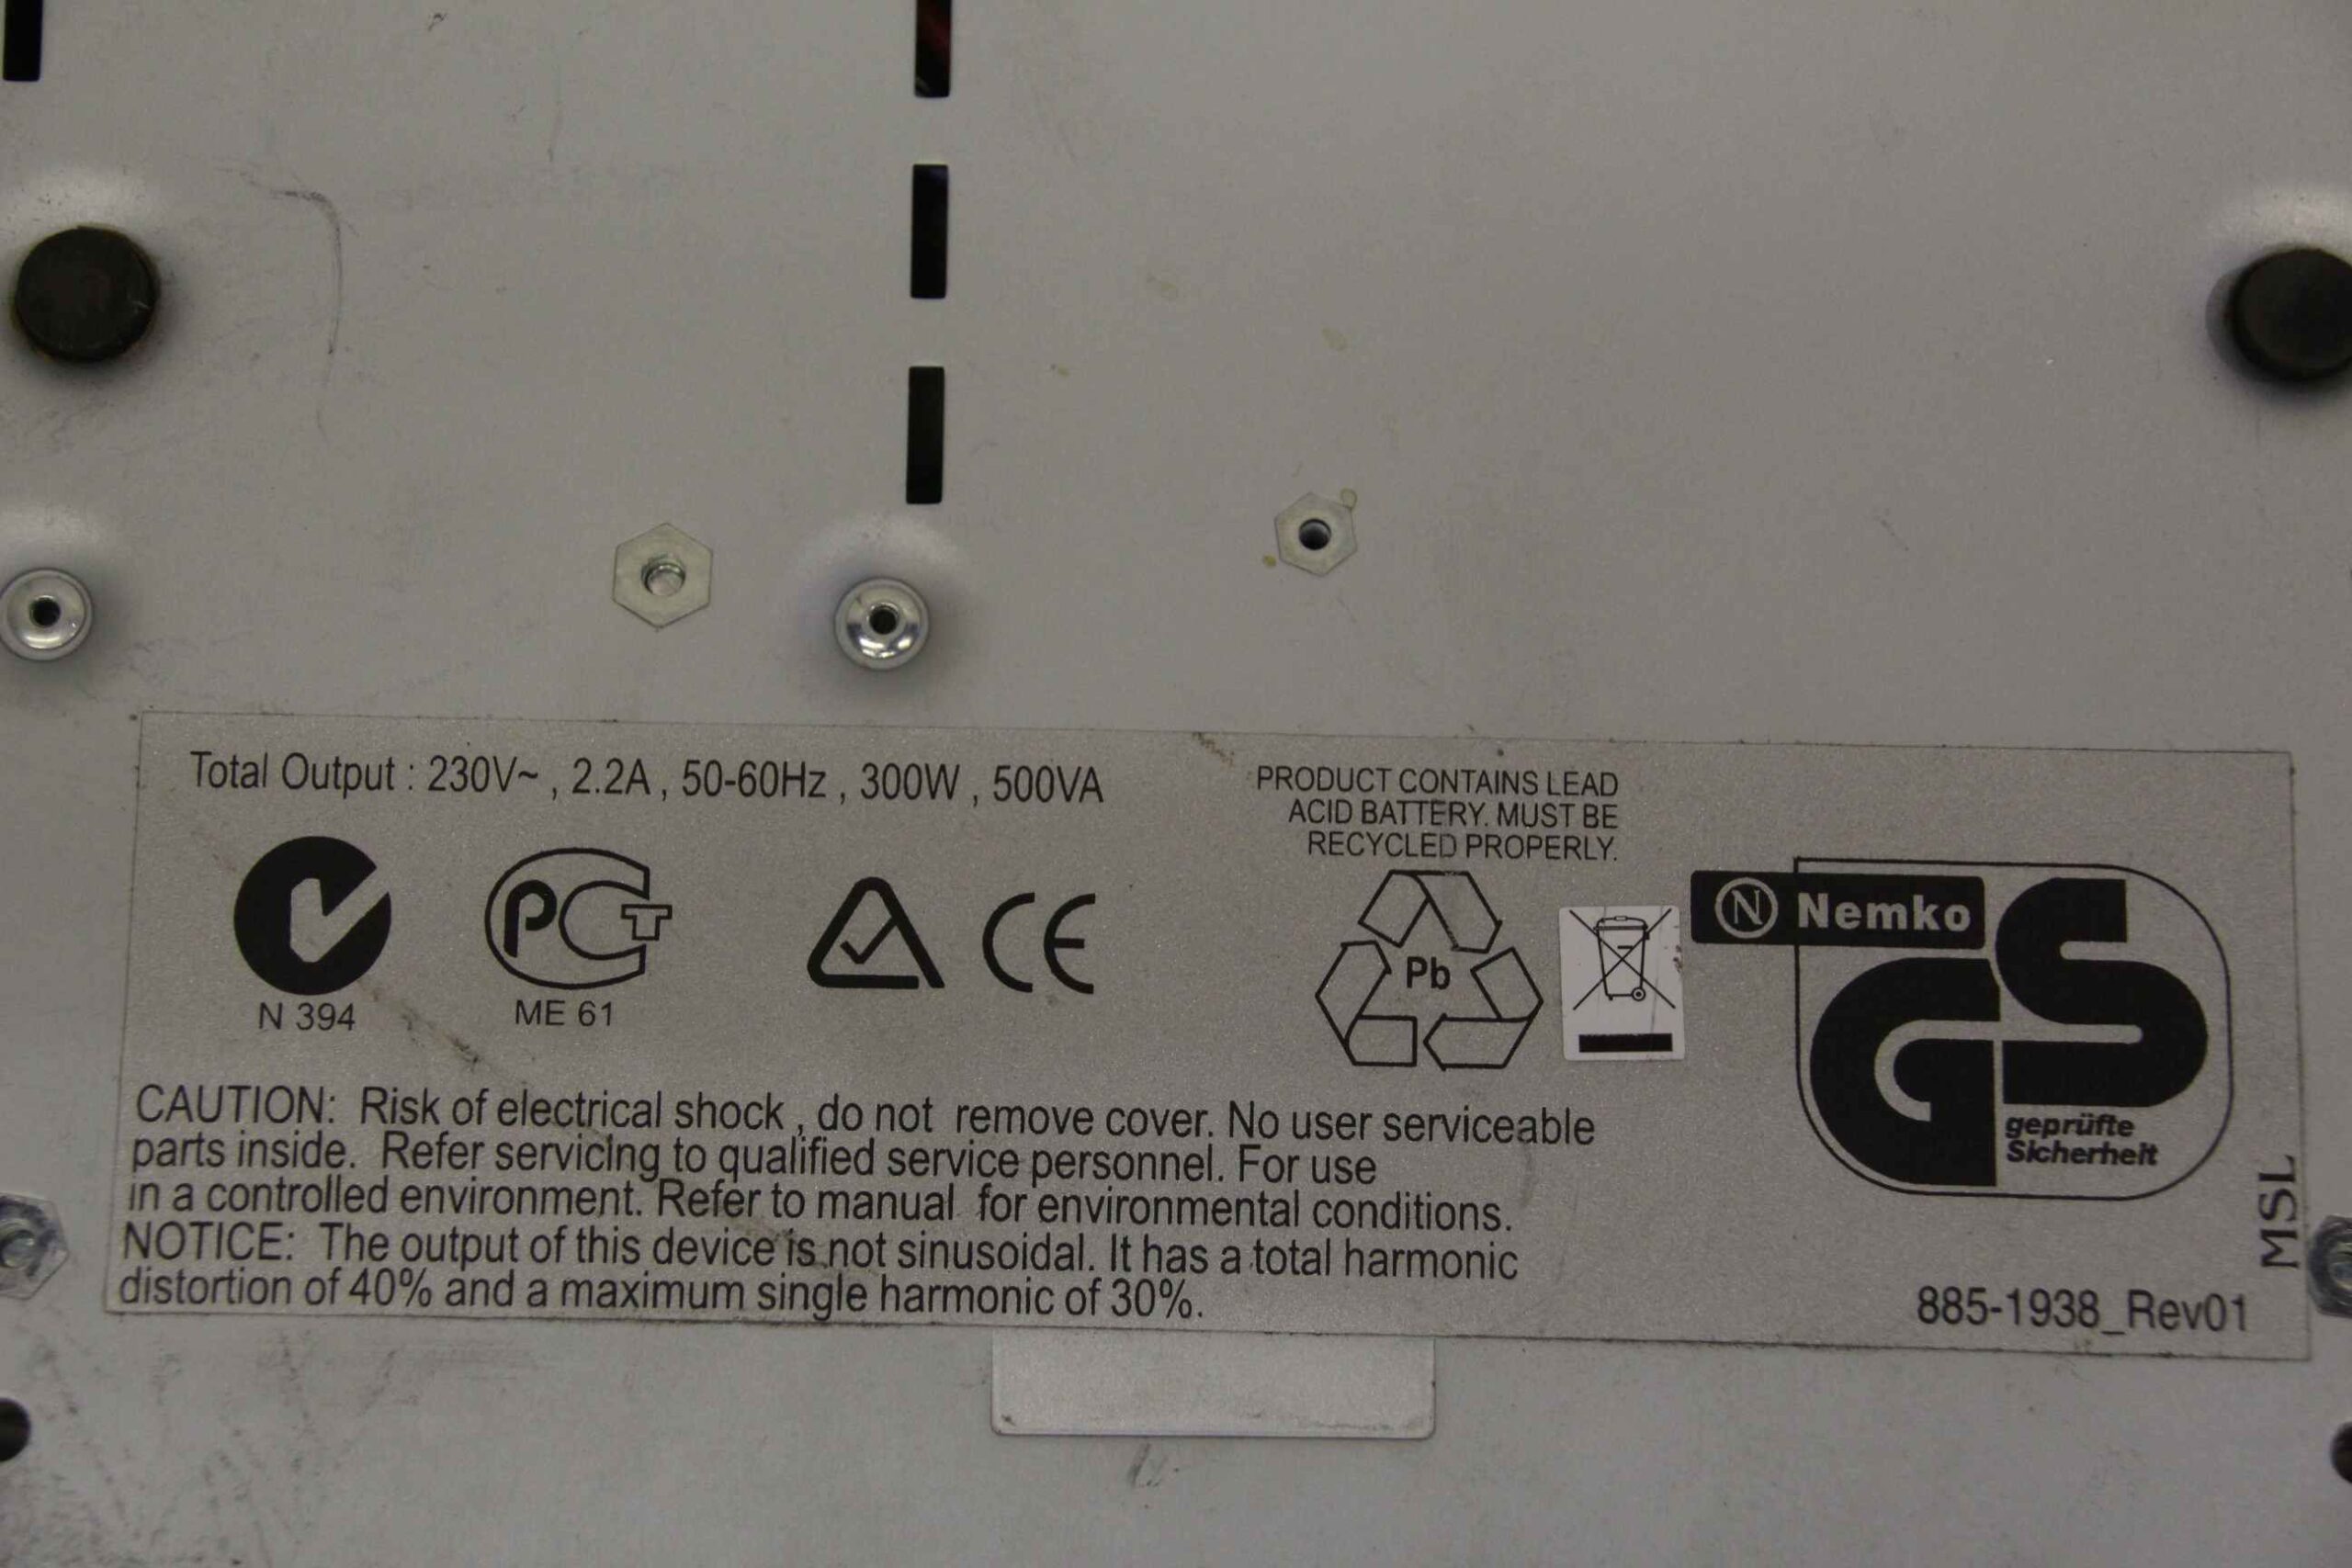 Total Output : 230V~ , 2.2A , 50-60Hz , 300W , 500VA
PRODUCT CONTAINS LEAD
ACID BATTERY. MUST BE
RECYCLED PROPERLY.
N 394
PCT
ME 61
CE
Pb
N Nemko
GS
geprüfte
Sicherheit
CAUTION: Risk of electrical shock , do not remove cover. No user serviceable
parts inside. Refer servicing to qualified service personnel. For use
in a controlled environment. Refer to manual for environmental conditions.
NOTICE: The output of this device is not sinusoidal. It has a total harmonic
distortion of 40% and a maximum single harmonic of 30%.
MSL
885-1938_Rev01